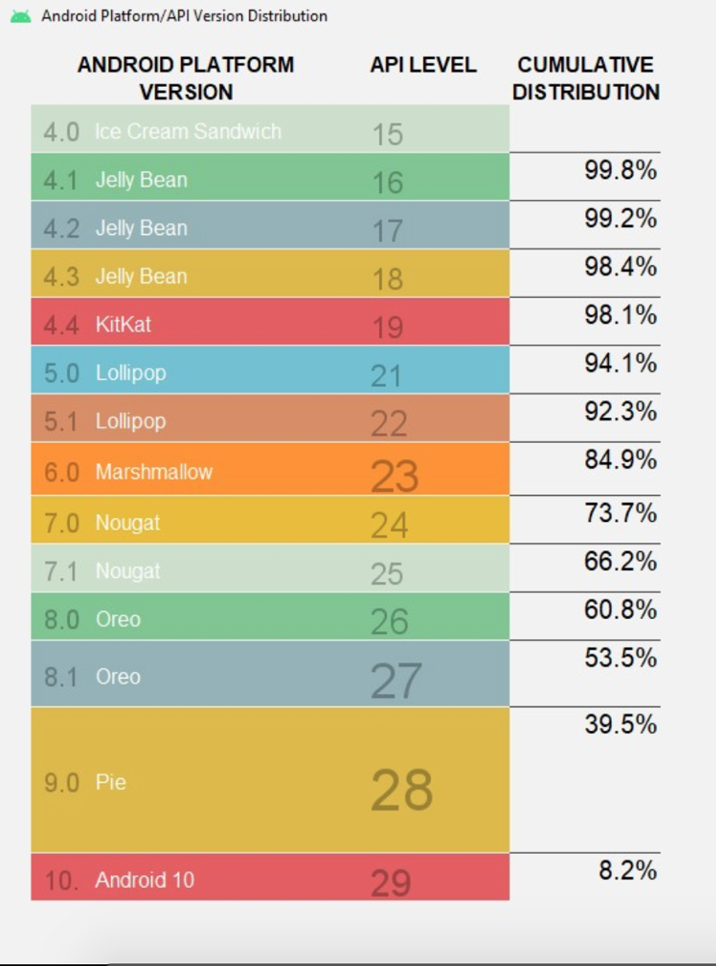 Android Platform/API Version Distribution
ANDROID PLATFORM VERSION API LEVEL CUMULATIVE DISTRIBUTION
4.0 Ice Cream Sandwich 15
4.1 Jelly Bean 16 99.8%
4.2 Jelly Bean 17 99.2%
4.3 Jelly Bean 18 98.4%
4.4 KitKat 19 98.1%
5.0 Lollipop 21 94.1%
5.1 Lollipop 22 92.3%
6.0 Marshmallow 23 84.9%
7.0 Nougat 24 73.7%
7.1 Nougat 25 66.2%
8.0 Oreo 26 60.8%
8.1 Oreo 27 53.5%
9.0 Pie 28 39.5%
10. Android 10 29 8.2%